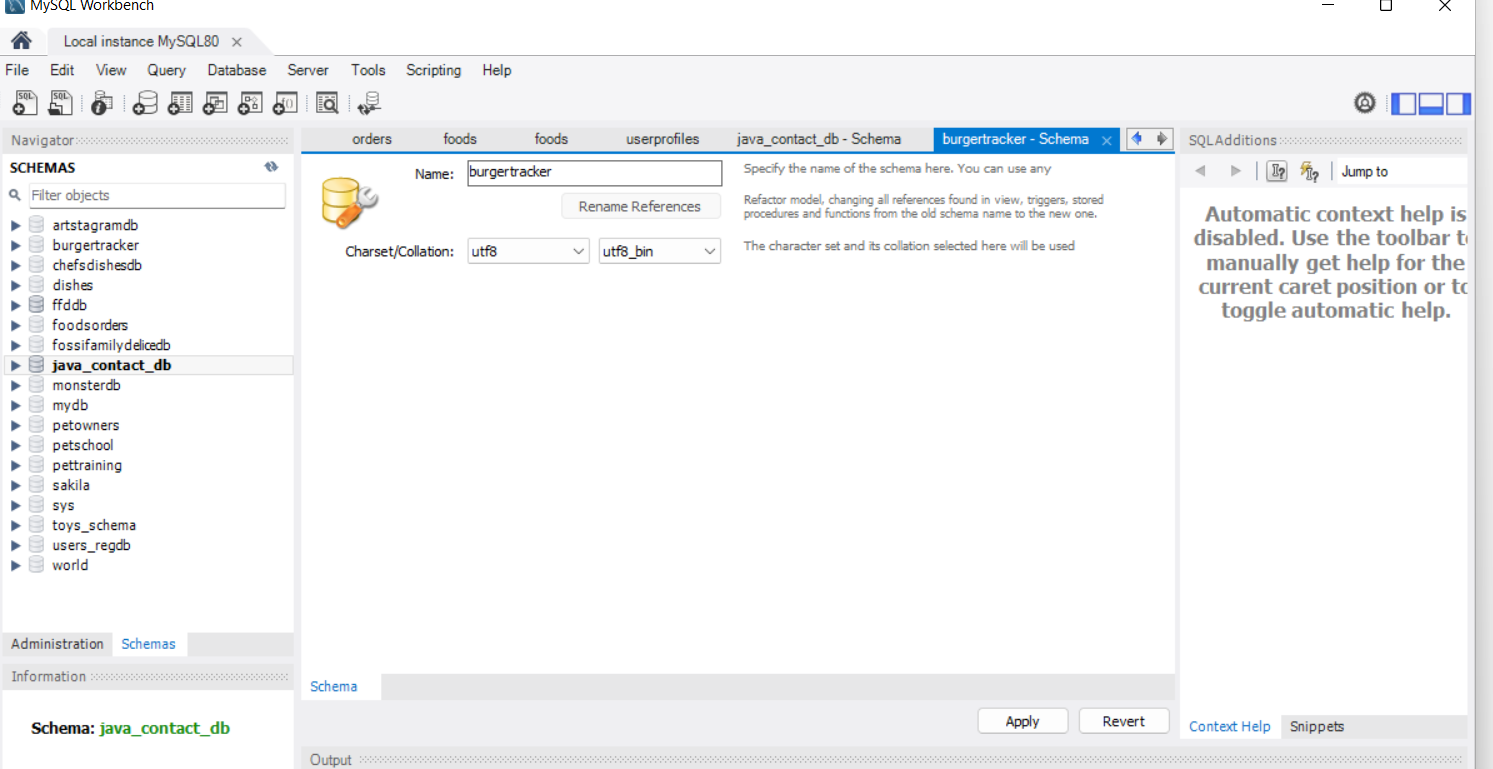 MySQL Workbench
Local instance MySQL80
File Edit View Query Database Server Tools Scripting Help
Navigator
SCHEMAS
Filter objects
artstagramdb
burgertracker
chefsdishesdb
dishes
ffddb
foodsorders
fossifamilydelicedb
java_contact_db
monsterdb
mydb
petowners
petschool
pettraining
sakila
sys
toys_schema
users_regdb
world
Administration Schemas
Information
Schema: java_contact_db
orders foods foods userprofiles java_contact_db - Schema burgertracker - Schema
Name: burgertracker
Specify the name of the schema here. You can use any
Rename References
Refactor model, changing all references found in view, triggers, stored
procedures and functions from the old schema name to the new one.
Charset/Collation: utf8 utf8_bin
The character set and its collation selected here will be used
Schema
Apply Revert
Output
SQLAdditions
Jump to
Automatic context help is
disabled. Use the toolbar t
manually get help for the
current caret position or to
toggle automatic help.
Context Help Snippets